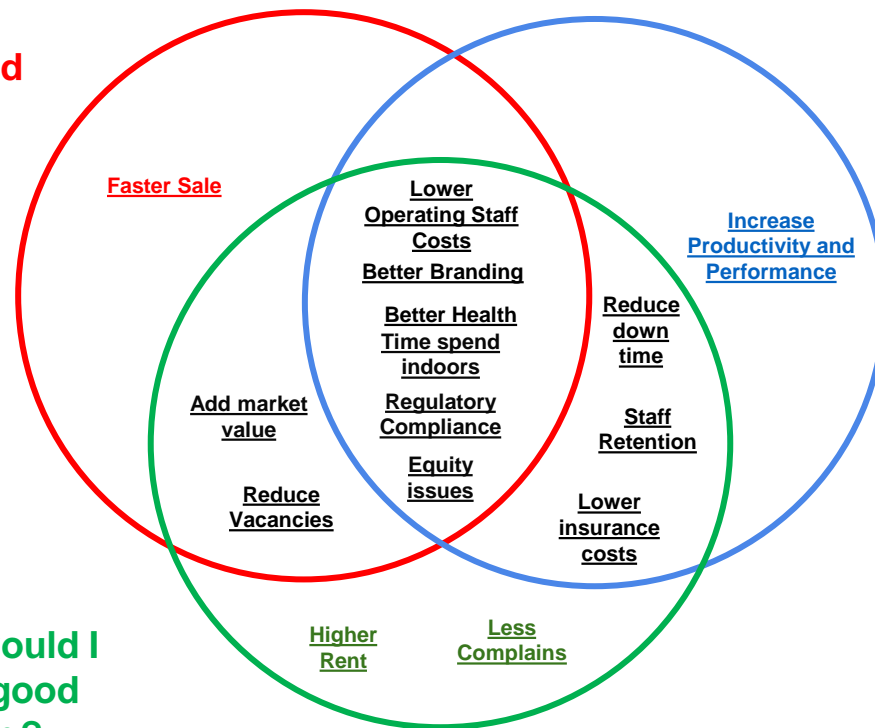 d
Faster Sale
Lower
Operating Staff
Costs
Better Branding
Better Health
Time spend
indoors
Regulatory
Compliance
Equity
issues
Increase
Productivity and
Performance
Reduce
down
time
Staff
Retention
Lower
insurance
costs
Add market
value
Reduce
Vacancies
Higher
Rent
Less
Complains
ould I
good